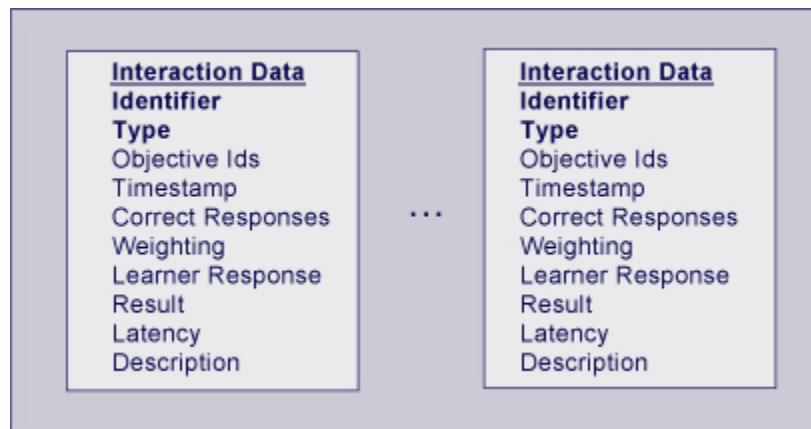 Interaction Data
Identifier
Type
Objective Ids
Timestamp
Correct Responses
Weighting
Learner Response
Result
Latency
Description
...
Interaction Data
Identifier
Type
Objective Ids
Timestamp
Correct Responses
Weighting
Learner Response
Result
Latency
Description